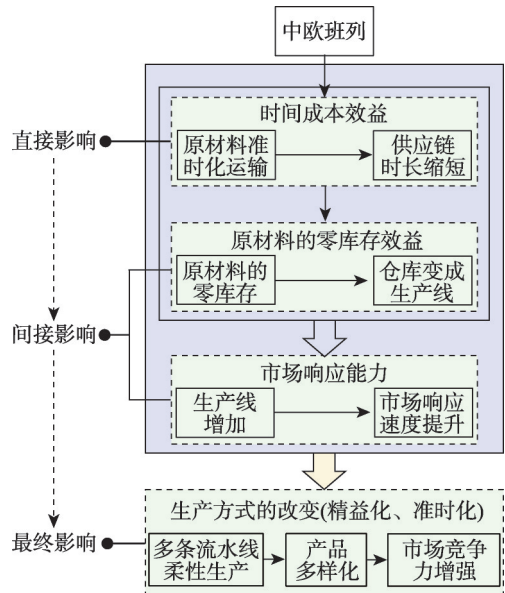 中欧班列
时间成本效益
直接影响
原材料准
时化运输
供应链
时长缩短
原材料的零库存效益
原材料的
零库存
仓库变成
生产线
间接影响
市场响应能力
生产线
增加
市场响应
速度提升
生产方式的改变(精益化、准时化)
最终影响
多条流水线
柔性生产
产品
多样化
市场竞争
力增强